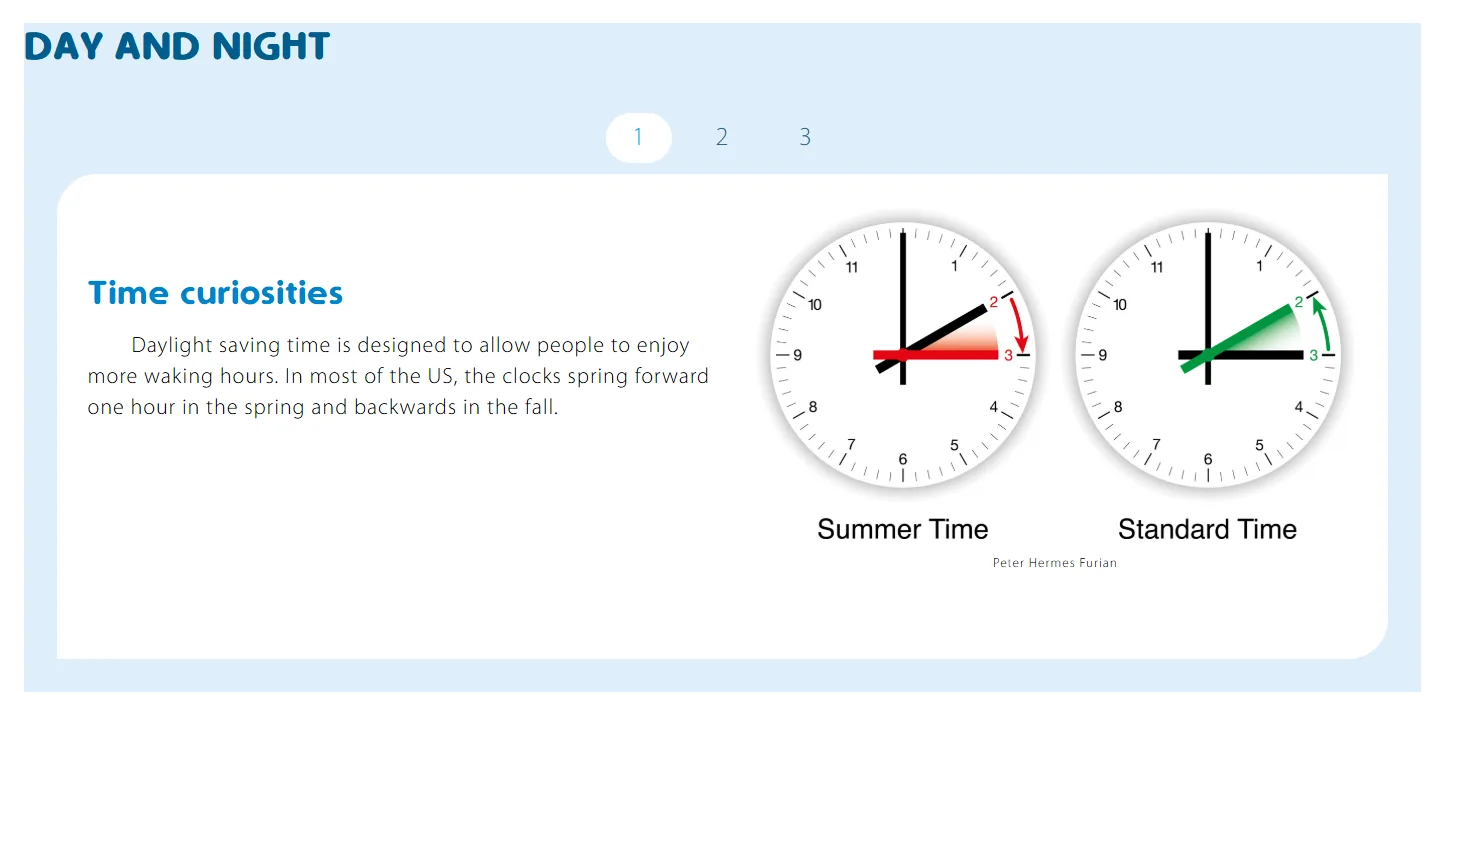 DAY AND NIGHT
1 2 3
Time curiosities
Daylight saving time is designed to allow people to enjoy
more waking hours. In most of the US, the clocks spring forward
one hour in the spring and backwards in the fall.
11 1
10 2
9 3
8 4
7 5
6
Summer Time
11 1
10 2
9 3
8 4
7 5
6
Standard Time
Peter Hermes Furian